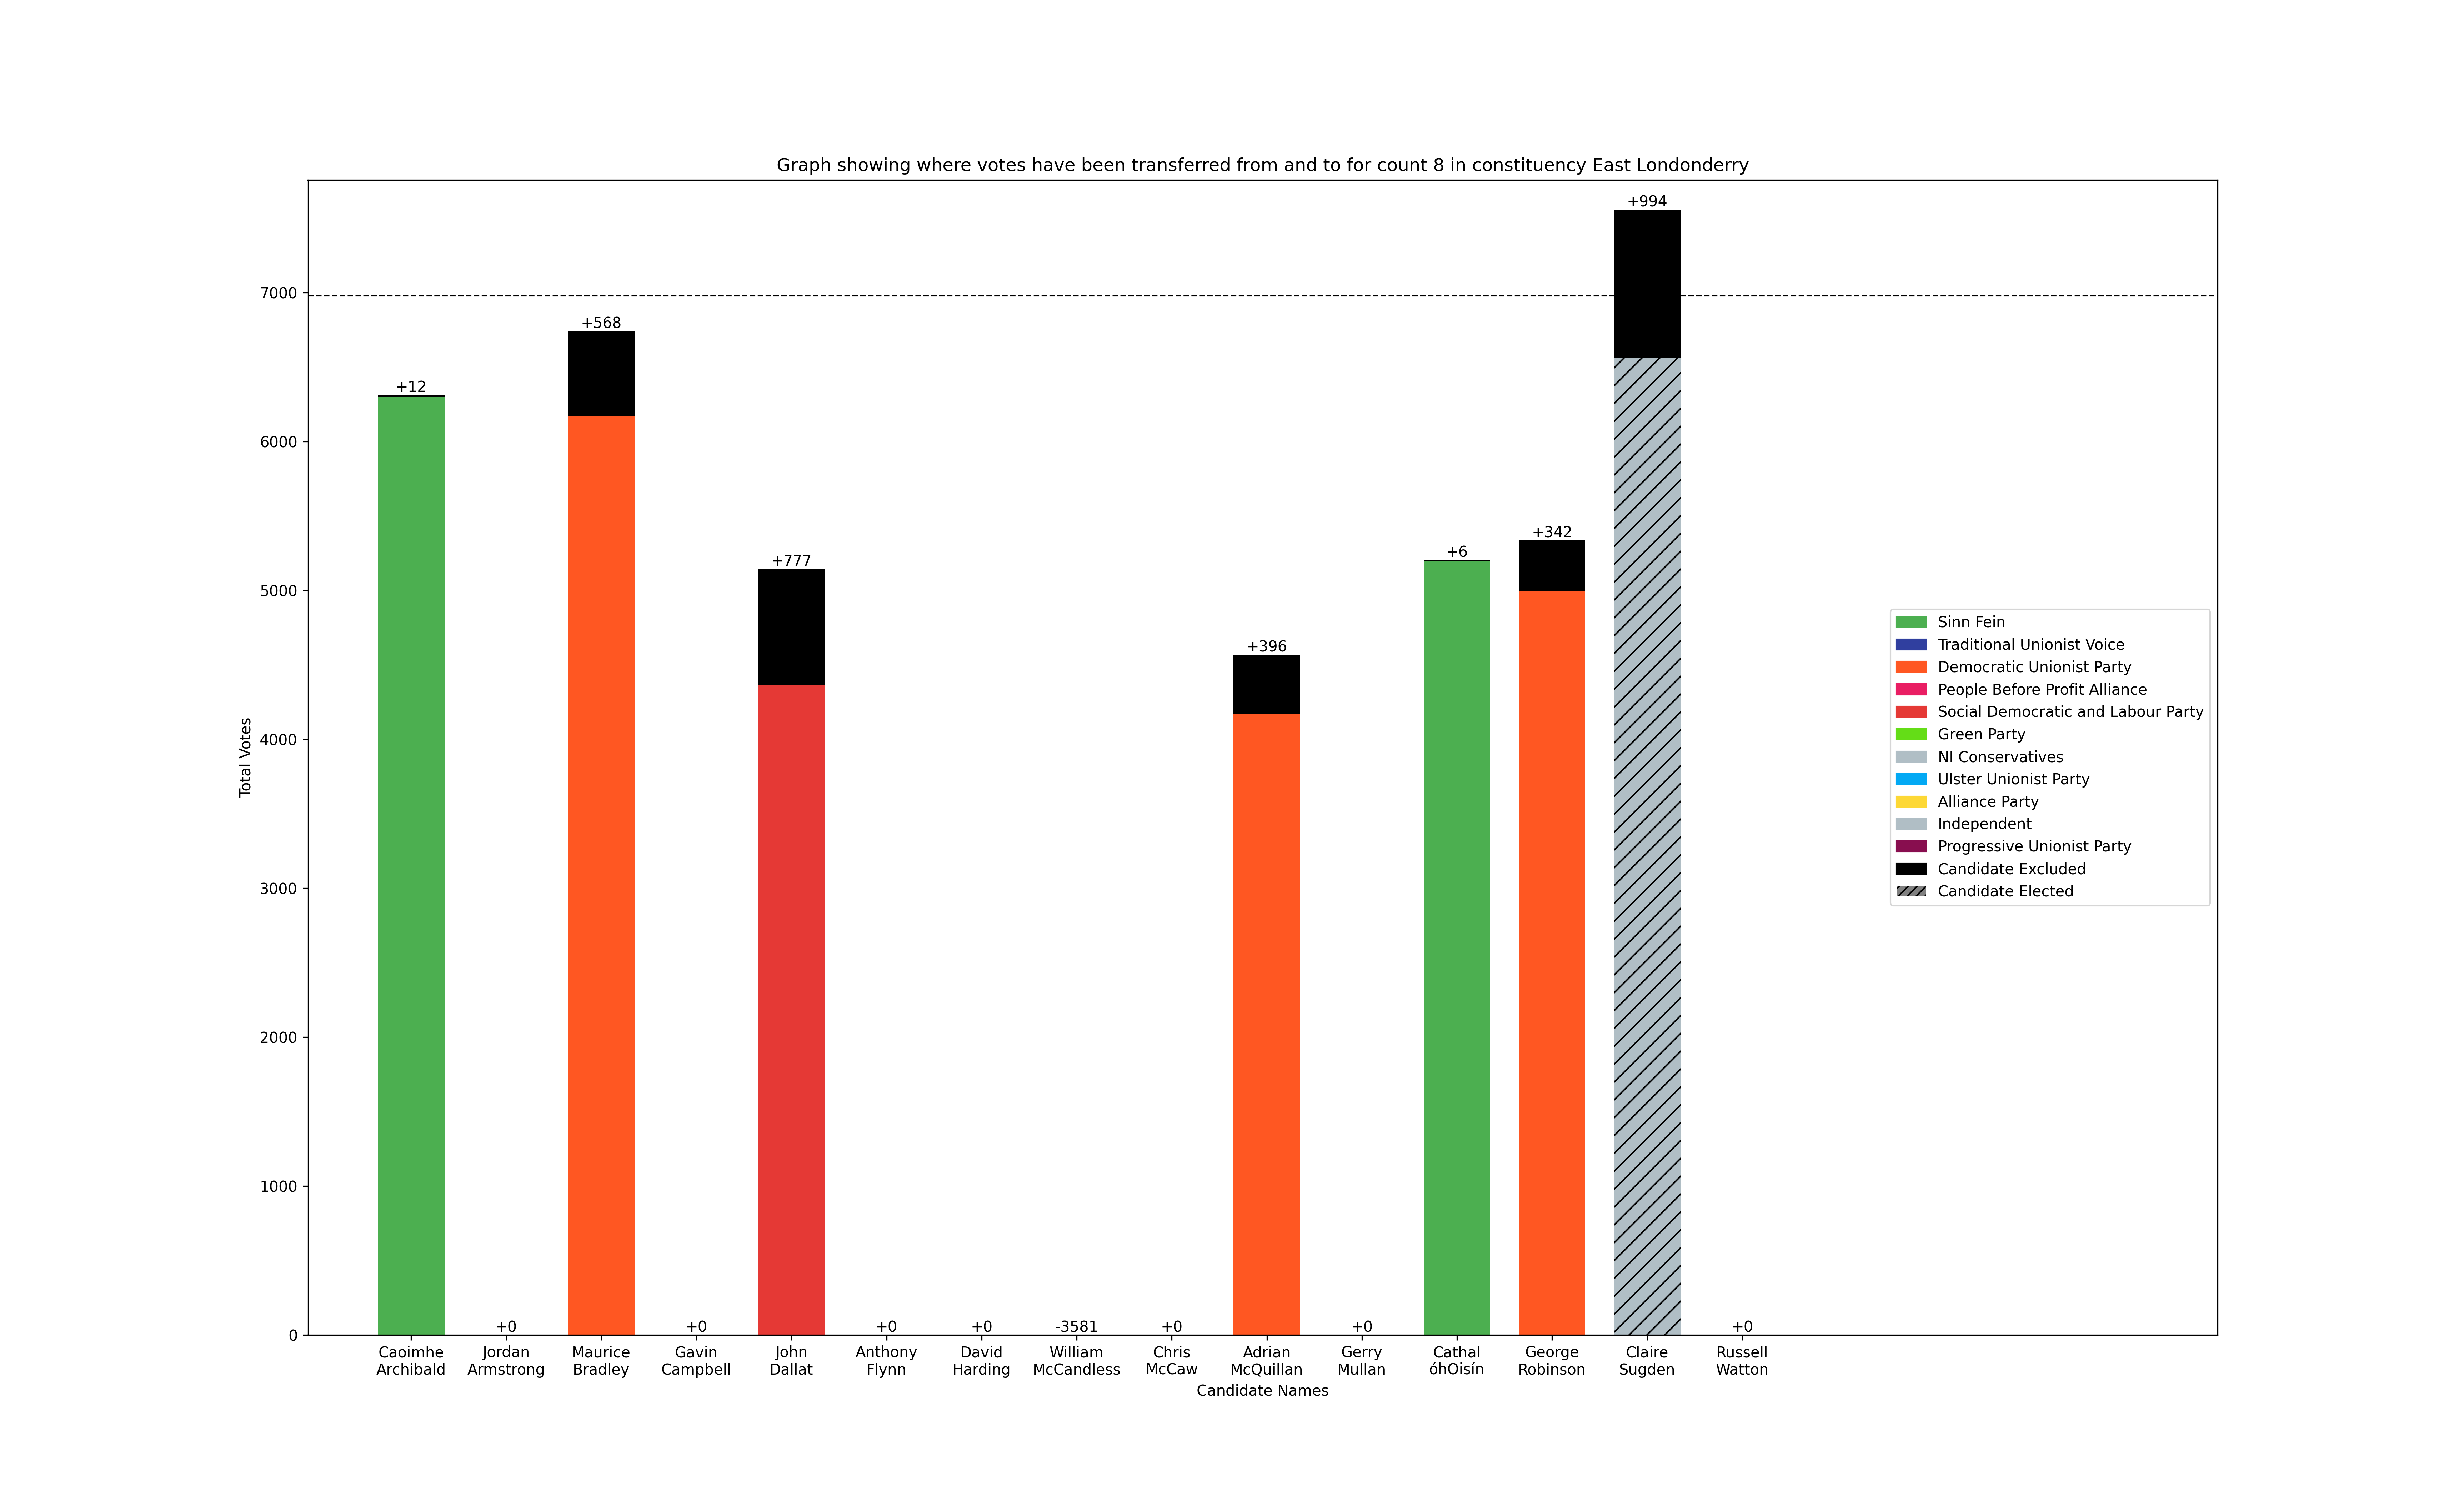 Graph showing where votes have been transferred from and to for count 8 in constituency East Londonderry
+994
7000
+568
+12
6000
+342
+6
+777
5000
+396
4000
3000
2000
1000
0
+0
+0
+0
+0
-3581
+0
+0
+0
Total Votes
Sinn Fein
Traditional Unionist Voice
Democratic Unionist Party
People Before Profit Alliance
Social Democratic and Labour Party
Green Party
NI Conservatives
Ulster Unionist Party
Alliance Party
Independent
Progressive Unionist Party
Candidate Excluded
Candidate Elected
Caoimhe
Archibald
Jordan
Armstrong
Maurice
Bradley
Gavin
Campbell
John
Dallat
Anthony
Flynn
David
Harding
William
McCandless
Chris
McCaw
Adrian
McQuillan
Gerry
Mullan
Cathal
óhOisín
George
Robinson
Claire
Sugden
Russell
Watton
Candidate Names